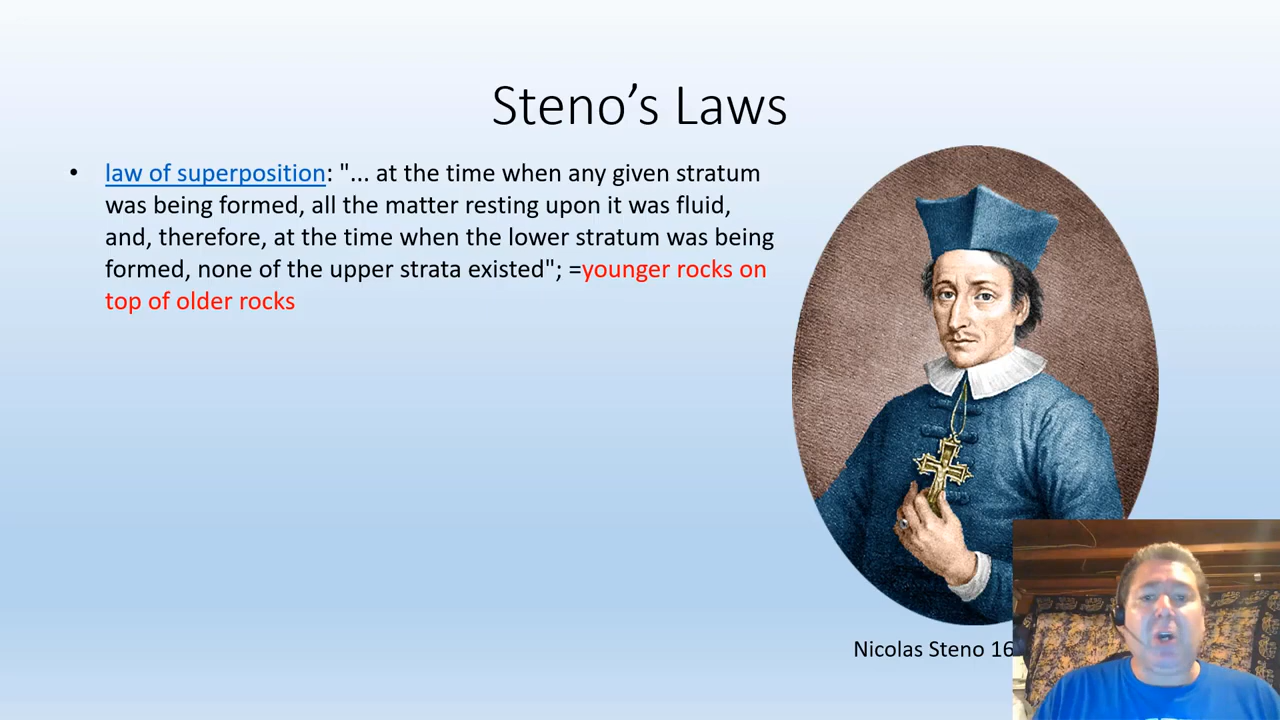 Steno’s Laws
• law of superposition: "... at the time when any given stratum
was being formed, all the matter resting upon it was fluid,
and, therefore, at the time when the lower stratum was being
formed, none of the upper strata existed"; =younger rocks on
top of older rocks
Nicolas Steno 16